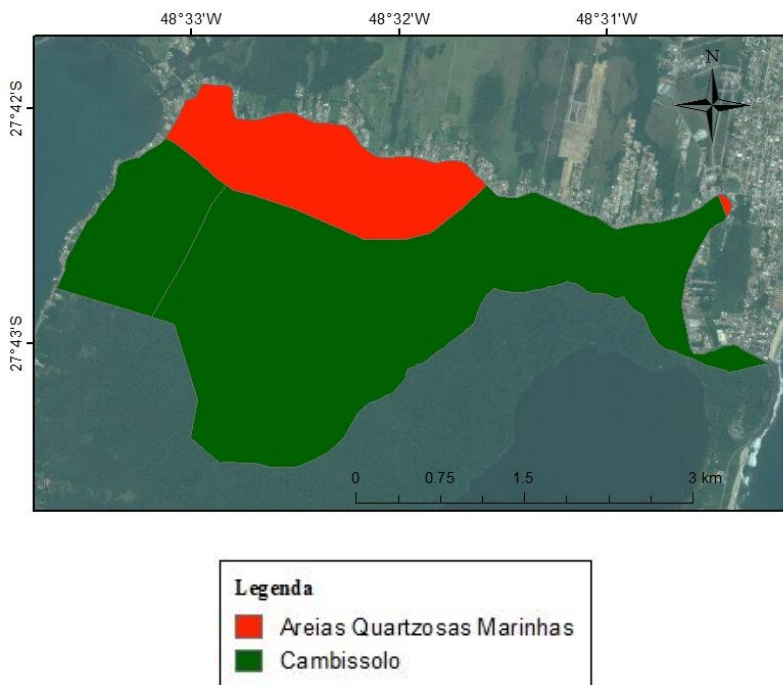 48°33'W 48°32'W 48°31'W
N
27°42'S
27°43'S
0 0.75 1.5 3 km
Legenda
Areias Quartzosas Marinhas
Cambissolo